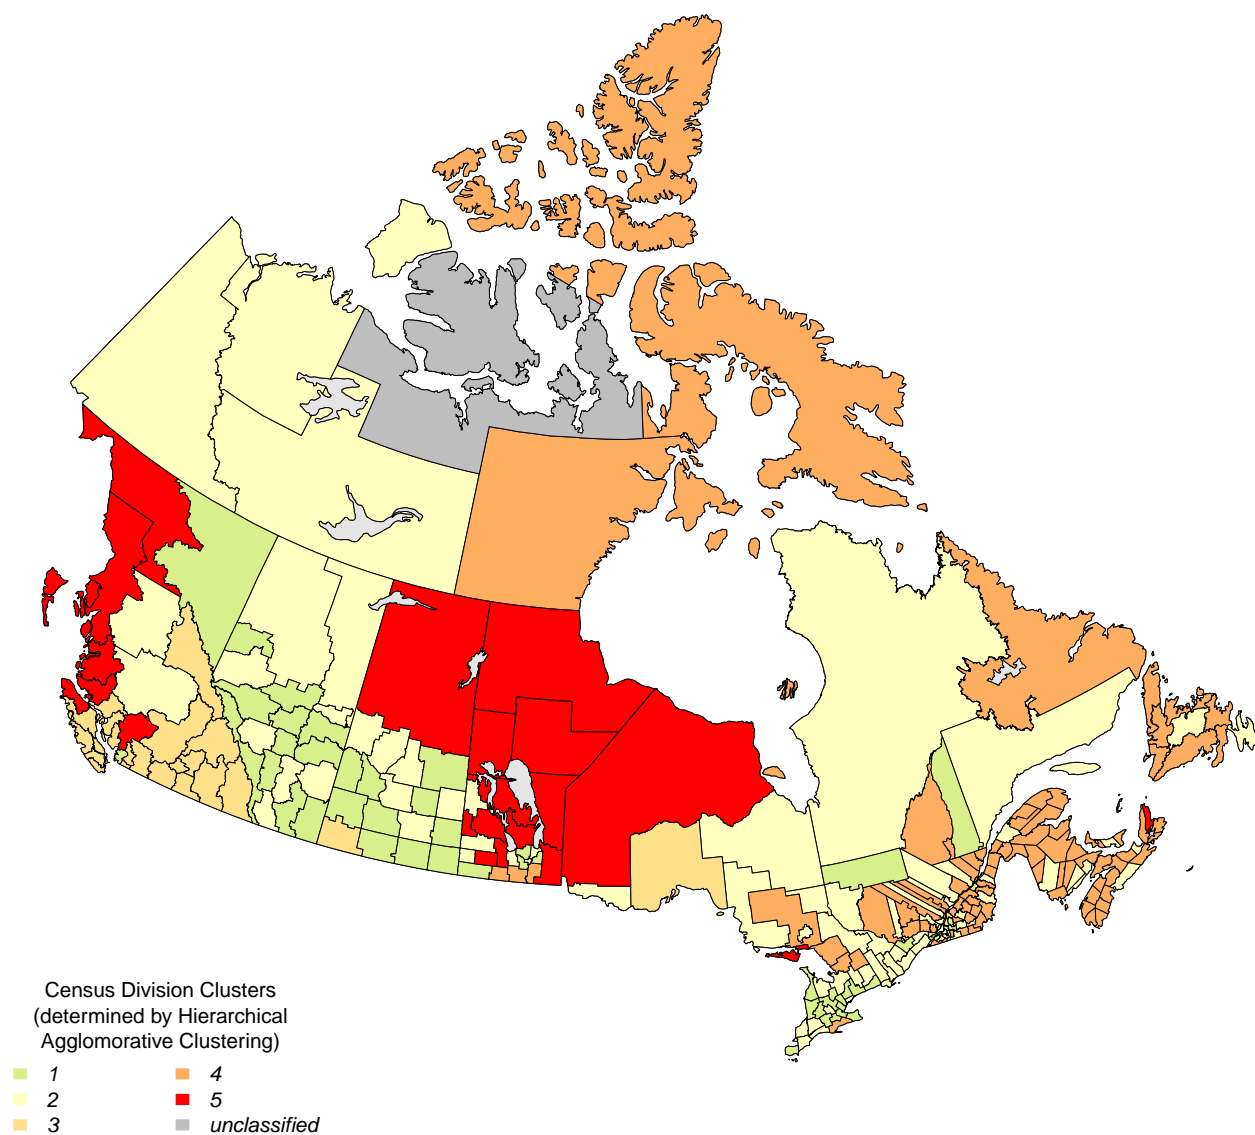 Census Division Clusters
(determined by Hierarchical
Agglomorative Clustering)
1
2
3
4
5
unclassified